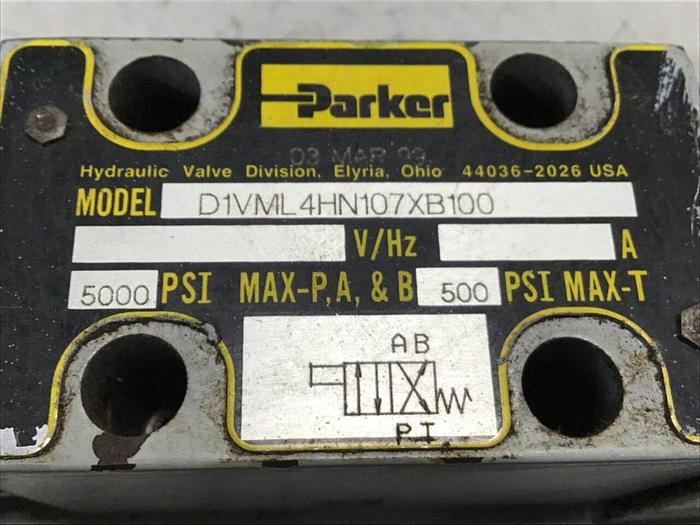 Parker
03 MAR 99
Hydraulic Valve Division, Elyria, Ohio 44036-2026 USA
MODEL D1VML4HN107XB100
V/Hz A
5000 PSI MAX-P, A, & B 500 PSI MAX-T
AB
PT